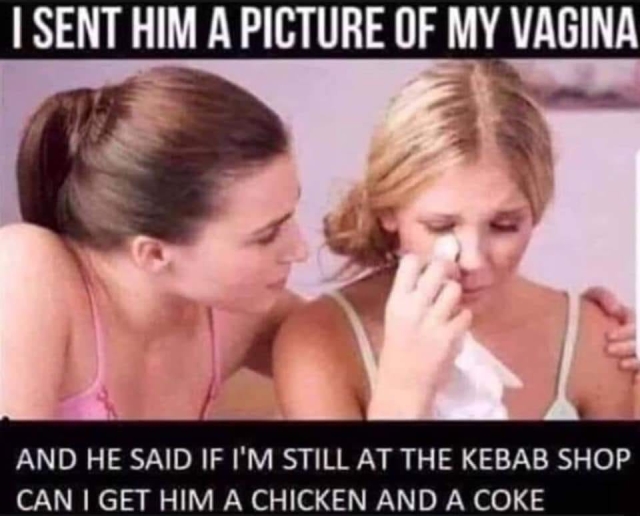 I SENT HIM A PICTURE OF MY VAGINA
AND HE SAID IF I'M STILL AT THE KEBAB SHOP
CAN I GET HIM A CHICKEN AND A COKE